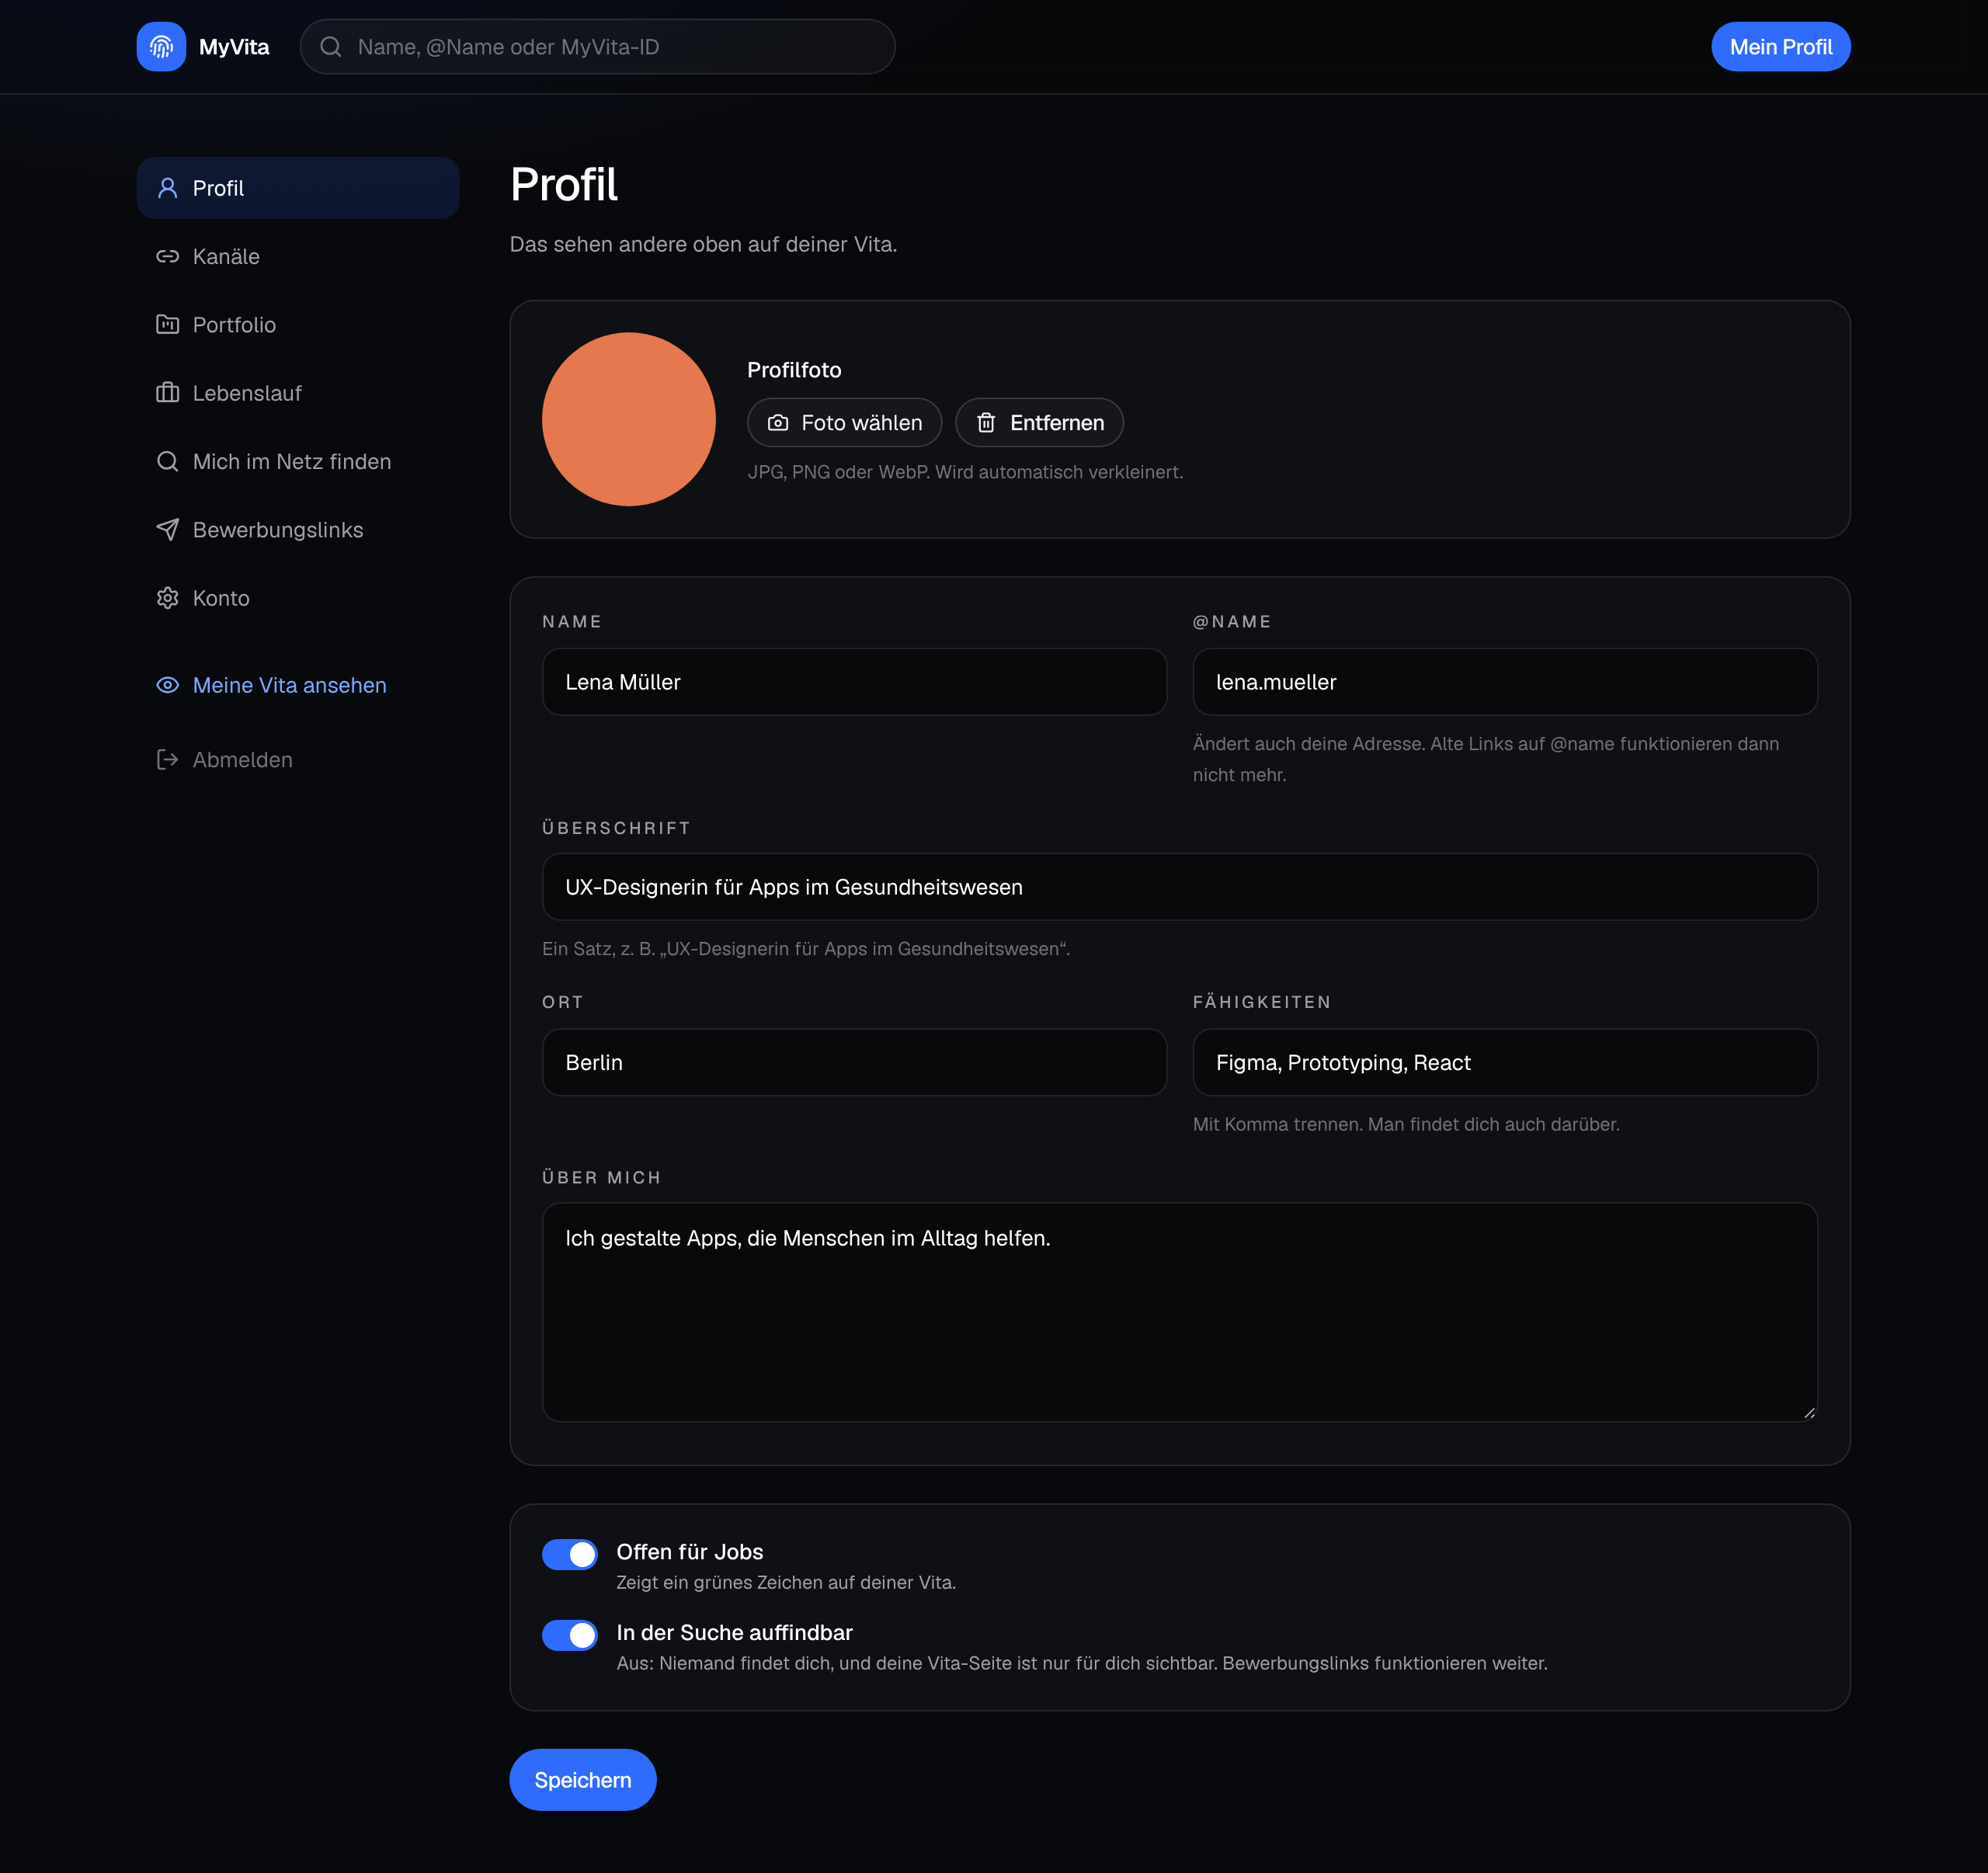 MyVita
Name, @Name oder MyVita-ID
Mein Profil
Profil
Kanäle
Portfolio
Lebenslauf
Mich im Netz finden
Bewerbungslinks
Konto
Meine Vita ansehen
Abmelden
Profil
Das sehen andere oben auf deiner Vita.
Profilfoto
Foto wählen
Entfernen
JPG, PNG oder WebP. Wird automatisch verkleinert.
NAME
Lena Müller
@NAME
lena.mueller
Ändert auch deine Adresse. Alte Links auf @name funktionieren dann
nicht mehr.
ÜBERSCHRIFT
UX-Designerin für Apps im Gesundheitswesen
Ein Satz, z. B. „UX-Designerin für Apps im Gesundheitswesen“.
ORT
Berlin
FÄHIGKEITEN
Figma, Prototyping, React
Mit Komma trennen. Man findet dich auch darüber.
ÜBER MICH
Ich gestalte Apps, die Menschen im Alltag helfen.
Offen für Jobs
Zeigt ein grünes Zeichen auf deiner Vita.
In der Suche auffindbar
Aus: Niemand findet dich, und deine Vita-Seite ist nur für dich sichtbar. Bewerbungslinks funktionieren weiter.
Speichern